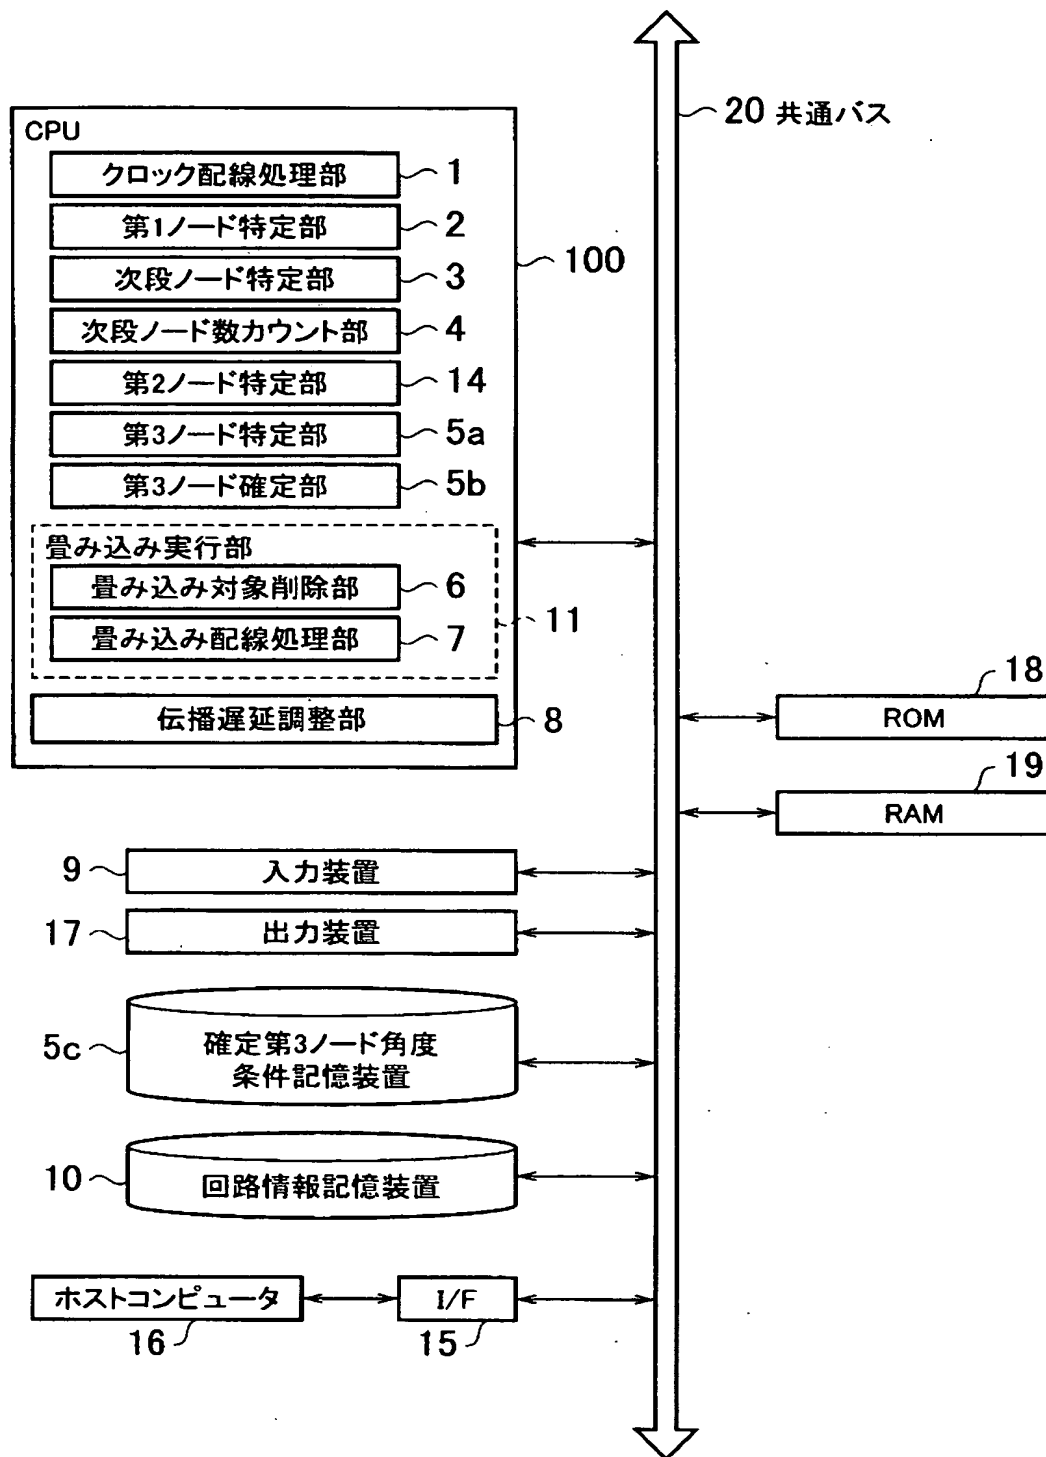 20 共通バス
CPU
クロック配線処理部 1
第1ノード特定部 2
次段ノード特定部 3
100
次段ノード数カウント部 4
第2ノード特定部 14
第3ノード特定部 5a
第3ノード確定部 5b
畳み込み実行部
畳み込み対象削除部 6
11
畳み込み配線処理部 7
伝播遅延調整部 8
18
ROM
19
RAM
9 入力装置
17 出力装置
5c 確定第3ノード角度
条件記憶装置
10 回路情報記憶装置
ホストコンピュータ I/F
16 15